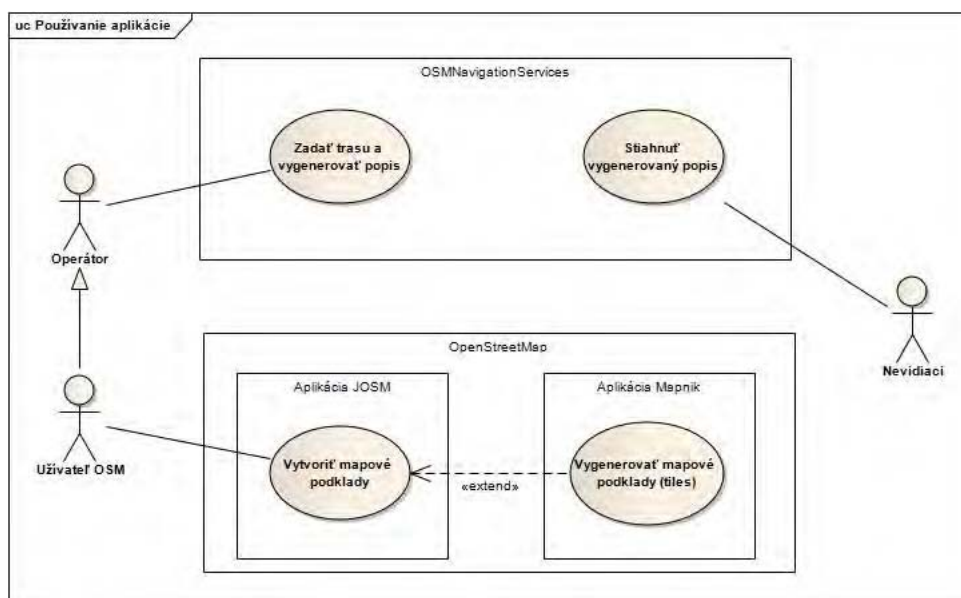 uc Používanie aplikácie
OSMNavigationServices
Zadať trasu a
vygenerovať popis
Stiahnuť
vygenerovaný popis
Operátor
Nevidiaci
OpenStreetMap
Aplikácia JOSM
Aplikácia Mapnik
Užívateľ OSM
Vytvoriť mapové
podklady
«extend»
Vygenerovať mapové
podklady (tiles)